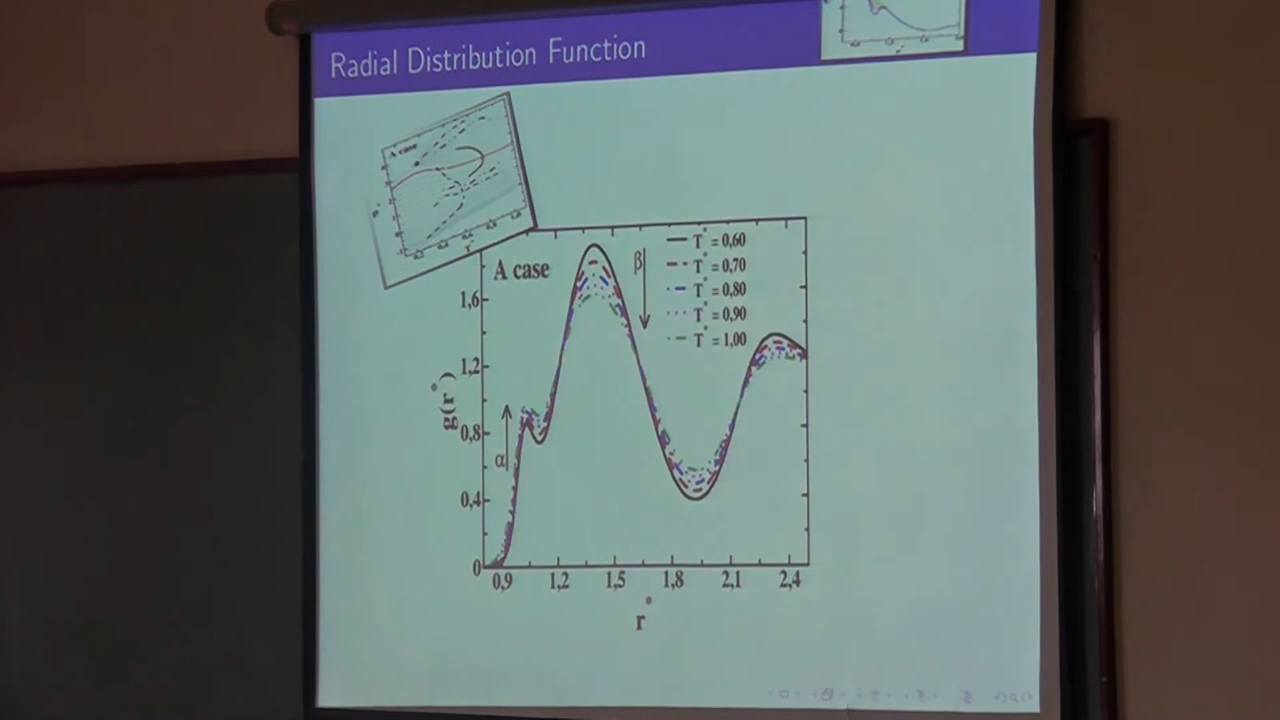 Radial Distribution Function
A case
A case
β
T* = 0,60
T* = 0,70
T* = 0,80
T* = 0,90
T* = 1,00
1,6
1,2
g(r*)
0,8
α
0,4
0
0,9 1,2 1,5 1,8 2,1 2,4
r*